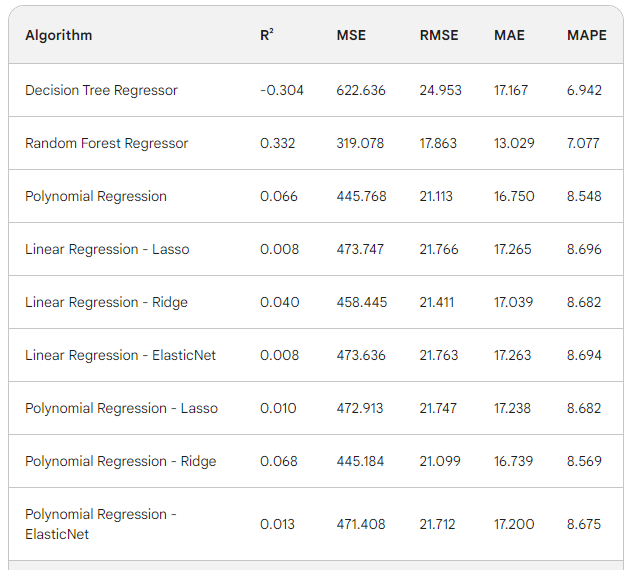 Algorithm R² MSE RMSE MAE MAPE
Decision Tree Regressor -0.304 622.636 24.953 17.167 6.942
Random Forest Regressor 0.332 319.078 17.863 13.029 7.077
Polynomial Regression 0.066 445.768 21.113 16.750 8.548
Linear Regression - Lasso 0.008 473.747 21.766 17.265 8.696
Linear Regression - Ridge 0.040 458.445 21.411 17.039 8.682
Linear Regression - ElasticNet 0.008 473.636 21.763 17.263 8.694
Polynomial Regression - Lasso 0.010 472.913 21.747 17.238 8.682
Polynomial Regression - Ridge 0.068 445.184 21.099 16.739 8.569
Polynomial Regression -
ElasticNet 0.013 471.408 21.712 17.200 8.675